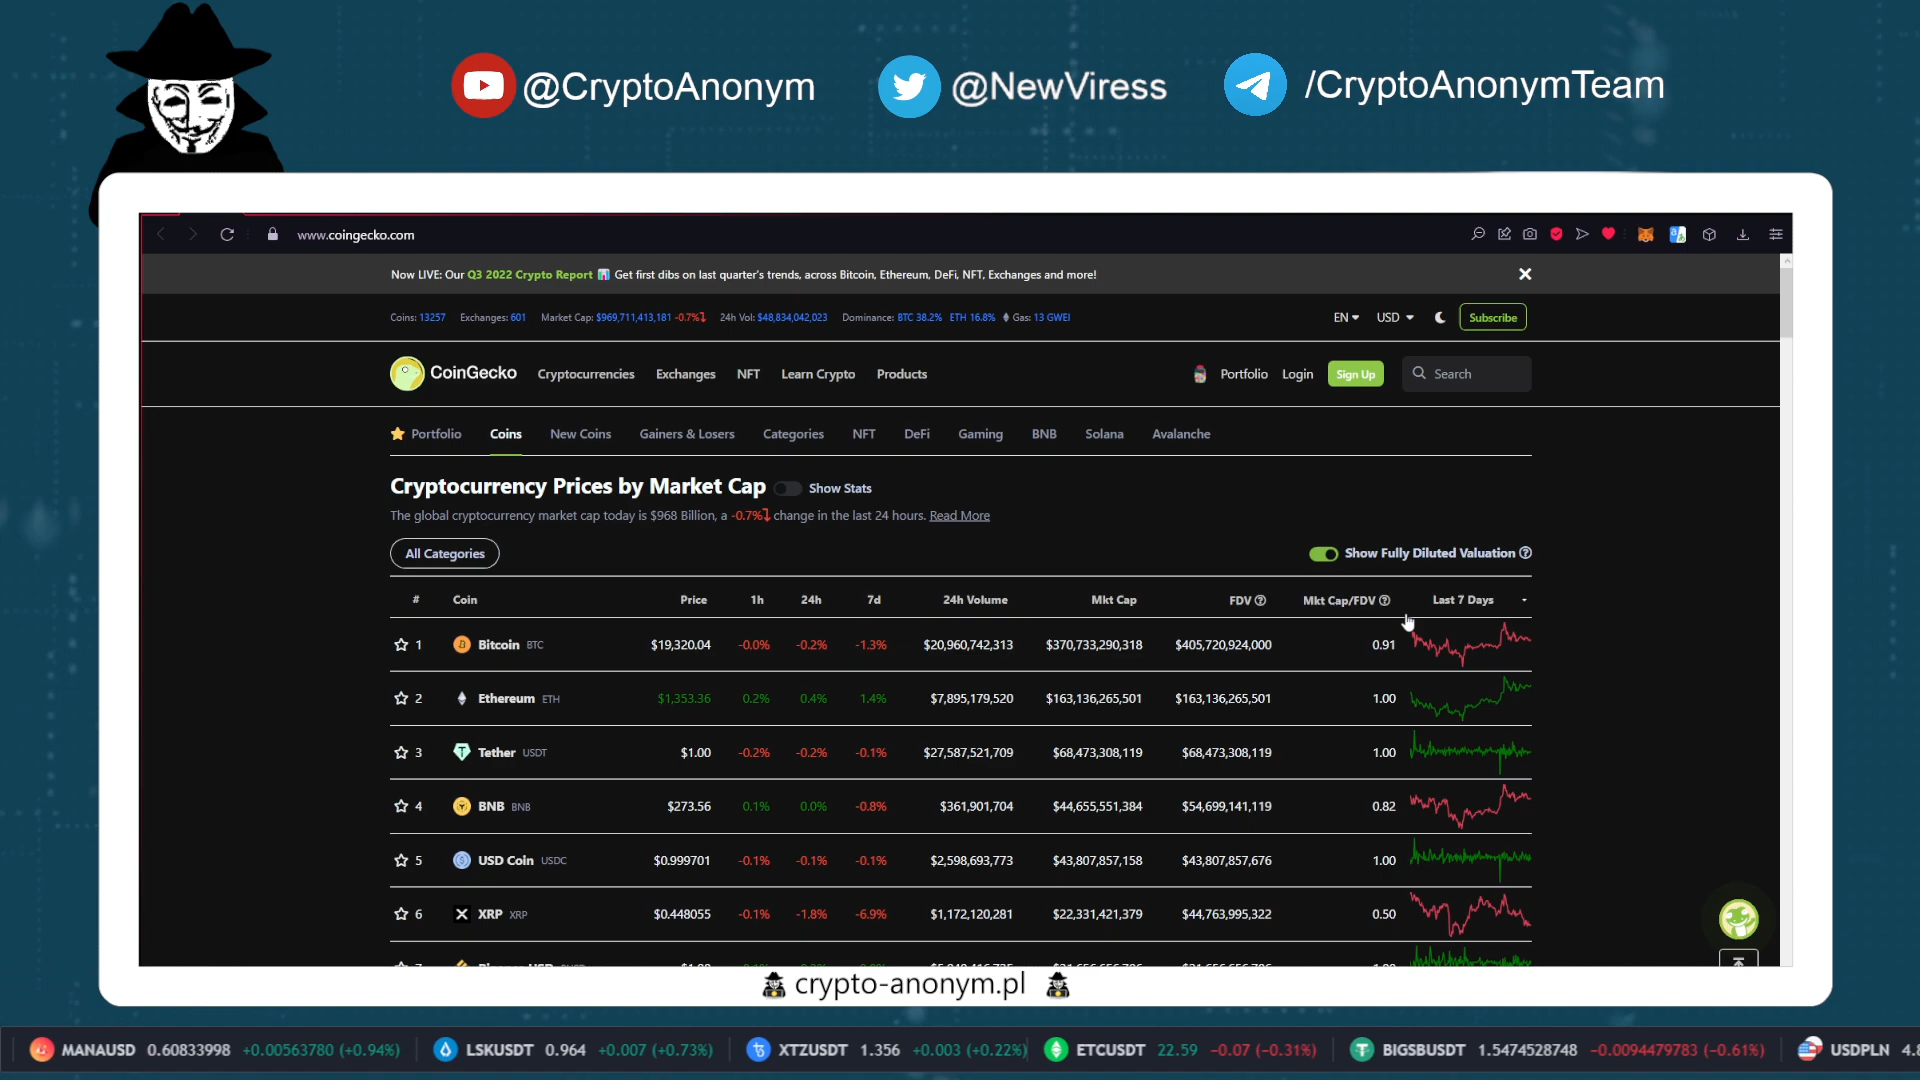 @CryptoAnonym @NewViress /CryptoAnonymTeam
www.coingecko.com
Now LIVE: Our Q3 2022 Crypto Report Get first dibs on last quarter's trends, across Bitcoin, Ethereum, DeFi, NFT, Exchanges and more!
Coins: 13257 Exchanges: 601 Market Cap: $969,711,413,181 -0.7% 24h Vol: $48,834,042,023 Dominance: BTC 38.2% ETH 16.8% Gas: 13 GWEI EN USD Subscribe
CoinGecko Cryptocurrencies Exchanges NFT Learn Crypto Products Portfolio Login Sign Up Search
Portfolio Coins New Coins Gainers & Losers Categories NFT DeFi Gaming BNB Solana Avalanche
Cryptocurrency Prices by Market Cap Show Stats
The global cryptocurrency market cap today is $968 Billion, a -0.7% change in the last 24 hours. Read More
All Categories Show Fully Diluted Valuation
# Coin Price 1h 24h 7d 24h Volume Mkt Cap FDV Mkt Cap/FDV Last 7 Days
1 Bitcoin BTC $19,320.04 -0.0% -0.2% -1.3% $20,960,742,313 $370,733,290,318 $405,720,924,000 0.91
2 Ethereum ETH $1,353.36 0.2% 0.4% 1.4% $7,895,179,520 $163,136,265,501 $163,136,265,501 1.00
3 Tether USDT $1.00 -0.2% -0.2% -0.1% $27,587,521,709 $68,473,308,119 $68,473,308,119 1.00
4 BNB BNB $273.56 0.1% 0.0% -0.8% $361,901,704 $44,655,551,384 $54,699,141,119 0.82
5 USD Coin USDC $0.999701 -0.1% -0.1% -0.1% $2,598,693,773 $43,807,857,158 $43,807,857,676 1.00
6 XRP XRP $0.448055 -0.1% -1.8% -6.9% $1,172,120,281 $22,331,421,379 $44,763,995,322 0.50
crypto-anonym.pl
MANAUSD 0.60833998 +0.00563780 (+0.94%) LSKUSDT 0.964 +0.007 (+0.73%) XTZUSDT 1.356 +0.003 (+0.22%) ETCUSDT 22.59 −0.07 (−0.31%) BIGSBUSDT 1.5474528748 −0.0094479783 (−0.61%) USDPLN 4.8